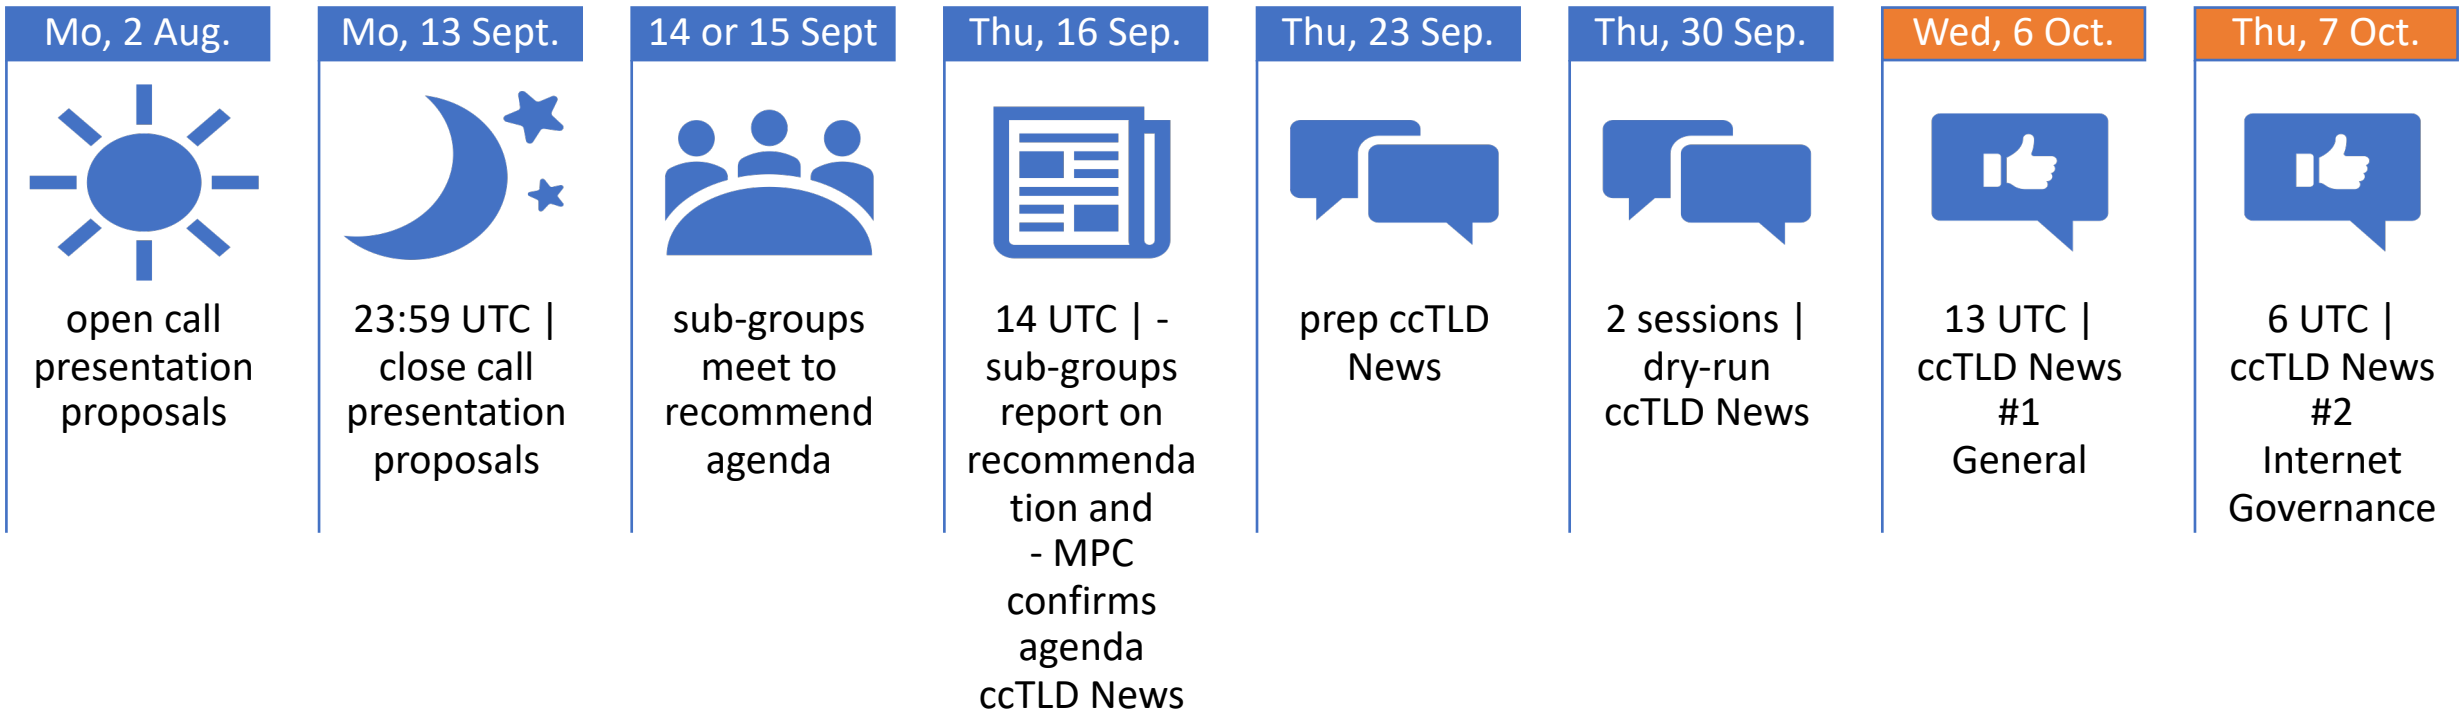 Mo, 2 Aug.
open call
presentation
proposals
Mo, 13 Sept.
23:59 UTC |
close call
presentation
proposals
14 or 15 Sept
sub-groups
meet to
recommend
agenda
Thu, 16 Sep.
14 UTC | -
sub-groups
report on
recommenda
tion and
- MPC
confirms
agenda
ccTLD News
Thu, 23 Sep.
prep ccTLD
News
Thu, 30 Sep.
2 sessions |
dry-run
ccTLD News
Wed, 6 Oct.
13 UTC |
ccTLD News
#1
General
Thu, 7 Oct.
6 UTC |
ccTLD News
#2
Internet
Governance